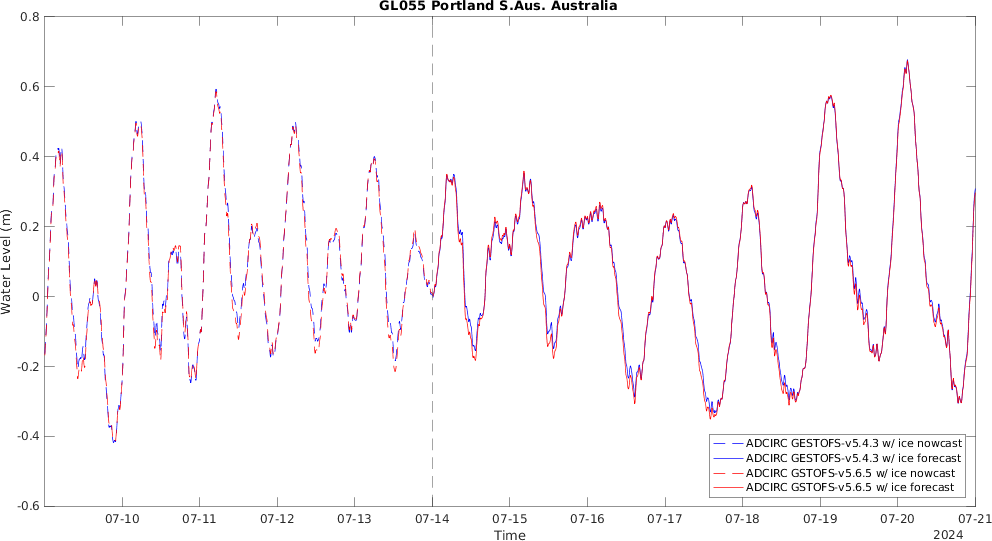 GL055 Portland S.Aus. Australia
0.8
0.6
0.4
0.2
0
-0.2
-0.4
-0.6
Water Level (m)
ADCIRC GESTOFS-v5.4.3 w/ ice nowcast
ADCIRC GESTOFS-v5.4.3 w/ ice forecast
ADCIRC GSTOFS-v5.6.5 w/ ice nowcast
ADCIRC GSTOFS-v5.6.5 w/ ice forecast
07-10 07-11 07-12 07-13 07-14 07-15 07-16 07-17 07-18 07-19 07-20 07-21
Time
2024